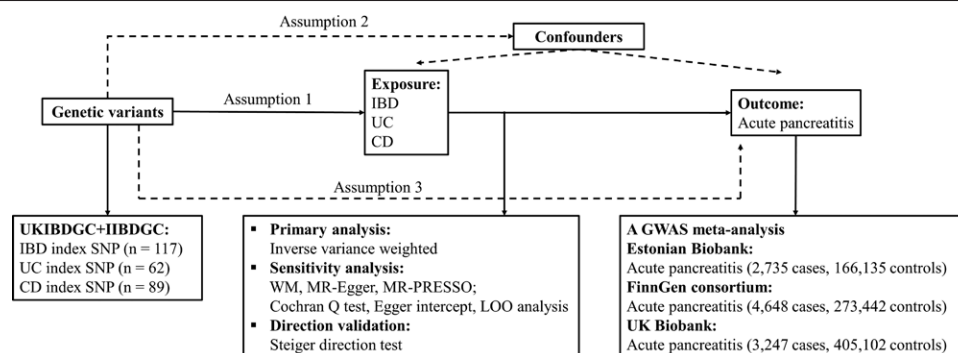 Assumption 2
Confounders
Genetic variants
Assumption 1
Exposure:
IBD
UC
CD
Outcome:
Acute pancreatitis
Assumption 3
UKIBDGC+IIBDGC:
IBD index SNP (n = 117)
UC index SNP (n = 62)
CD index SNP (n = 89)
▪ Primary analysis:
Inverse variance weighted
▪ Sensitivity analysis:
WM, MR-Egger, MR-PRESSO;
Cochran Q test, Egger intercept, LOO analysis
▪ Direction validation:
Steiger direction test
A GWAS meta-analysis
Estonian Biobank:
Acute pancreatitis (2,735 cases, 166,135 controls)
FinnGen consortium:
Acute pancreatitis (4,648 cases, 273,442 controls)
UK Biobank:
Acute pancreatitis (3,247 cases, 405,102 controls)